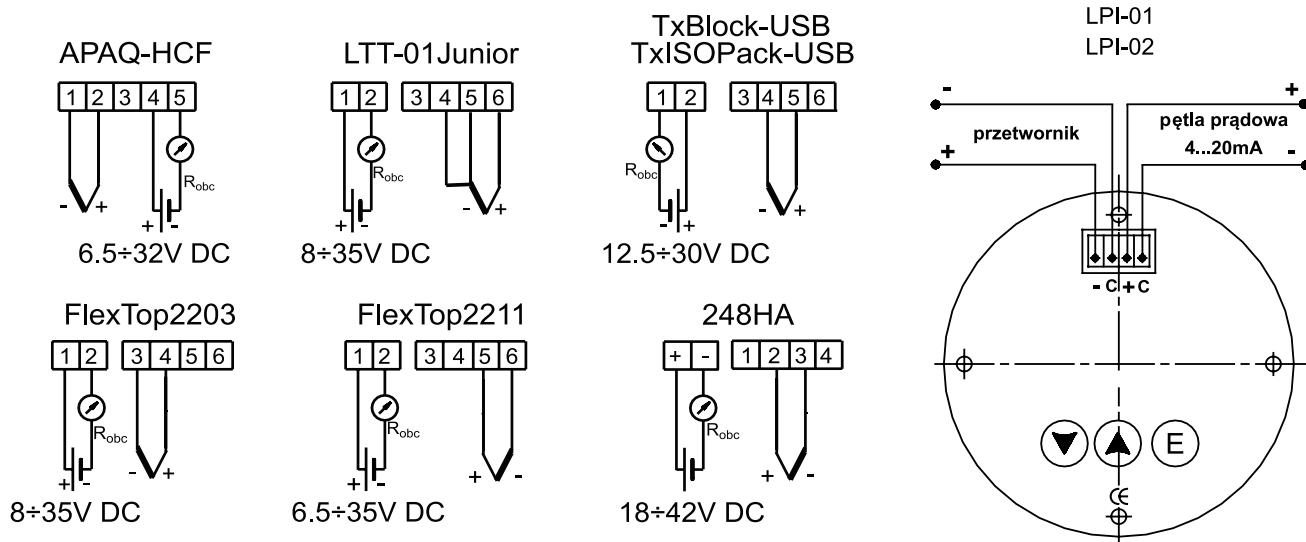 APAQ-HCF
1 2 3 4 5
Robc
- +
+ -
6.5÷32V DC
LTT-01Junior
1 2 3 4 5 6
Robc
+ -
- +
8÷35V DC
TxBlock-USB
TxISOPack-USB
1 2 3 4 5 6
Robc
- +
- +
12.5÷30V DC
FlexTop2203
1 2 3 4 5 6
Robc
- +
+ -
8÷35V DC
FlexTop2211
1 2 3 4 5 6
Robc
+ -
+ -
6.5÷35V DC
248HA
+ - 1 2 3 4
Robc
+ -
+ -
18÷42V DC
LPI-01
LPI-02
- +
przetwornik
pętla prądowa
4...20mA
+ -
- C + C
E
CE